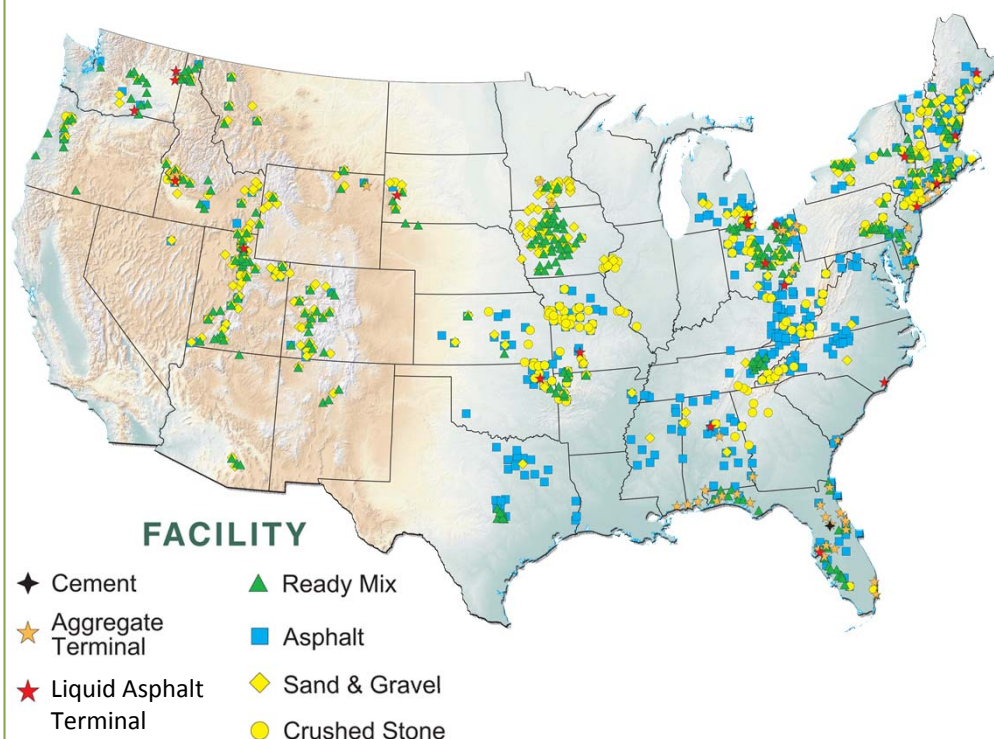 FACILITY
Cement
Aggregate
Terminal
Liquid Asphalt
Terminal
Ready Mix
Asphalt
Sand & Gravel
Crushed Stone